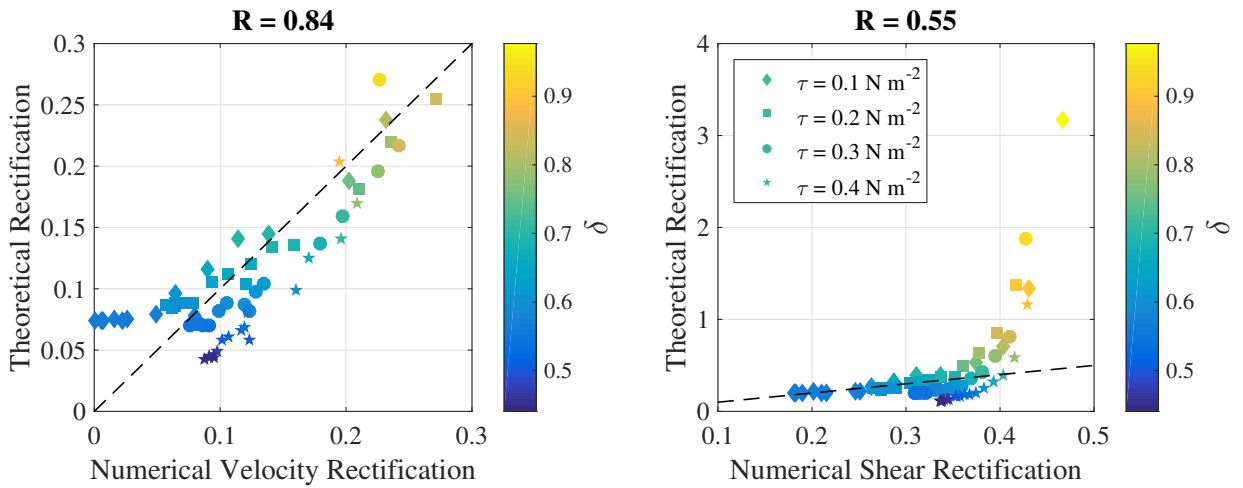 R = 0.84
0.3
0.25
0.2
0.15
0.1
0.05
0
0
0.1
0.2
0.3
Theoretical Rectification
Numerical Velocity Rectification
0.9
0.8
0.7
0.6
0.5
δ
R = 0.55
4
3
2
1
0
0.1
0.2
0.3
0.4
0.5
Theoretical Rectification
Numerical Shear Rectification
τ = 0.1 N m⁻²
τ = 0.2 N m⁻²
τ = 0.3 N m⁻²
τ = 0.4 N m⁻²
0.9
0.8
0.7
0.6
0.5
δ